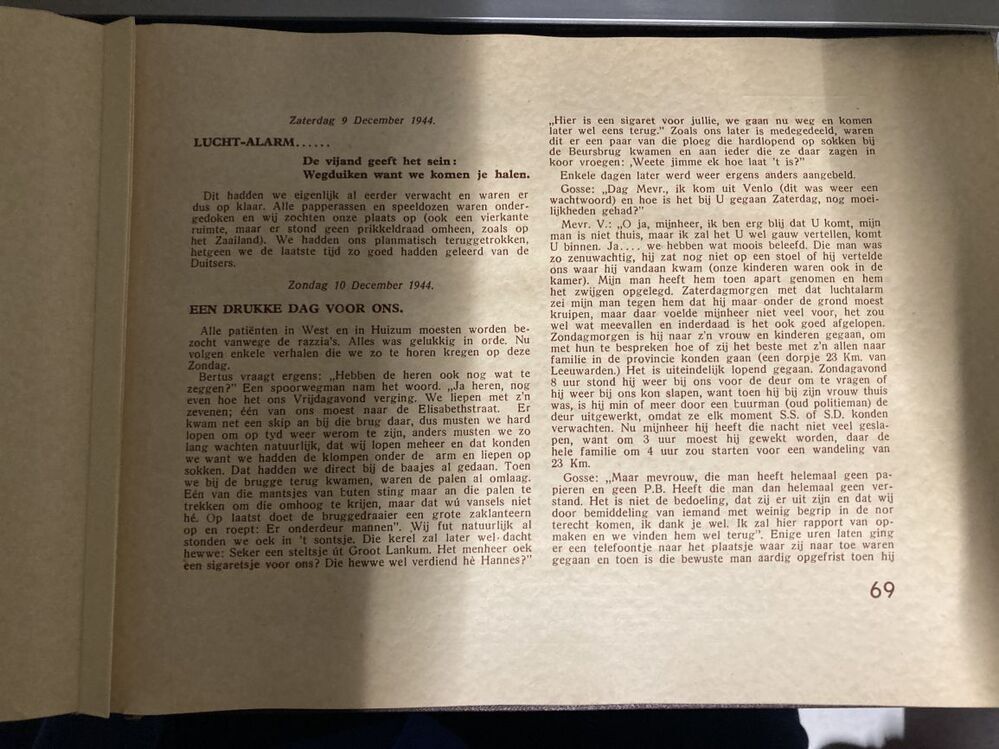 Zaterdag 9 December 1944.
LUCHT-ALARM......
De vijand geeft het sein:
Wegduiken want we komen je halen.
Dit hadden we eigenlijk al eerder verwacht en waren er
dus op klaar. Alle papperassen en speeldozen waren onder-
gedoken en wij zochten onze plaats op (ook een vierkante
ruimte, maar er stond geen prikkeldraad omheen, zoals op
het Zaailand). We hadden ons planmatisch teruggetrokken,
hetgeen we de laatste tijd zo goed hadden geleerd van de
Duitsers.
Zondag 10 December 1944.
EEN DRUKKE DAG VOOR ONS.
Alle patiënten in West en in Huizum moesten worden be-
zocht vanwege de razzia's. Alles was gelukkig in orde. Nu
volgen enkele verhalen die we zo te horen kregen op deze
Zondag.
Bertus vraagt ergens: „Hebben de heren ook nog wat te
zeggen?" Een spoorwegman nam het woord. „Ja heren, nog
even hoe het ons Vrijdagavond verging. We liepen met z'n
zevenen; één van ons moest naar de Elisabethstraat. Er
kwam net een skip an bij die brug daar, dus musten we hard
lopen om op tyd weer werom te zijn, anders musten we zo
lang wachten natuurlijk, dat wij lopen meheer en dat konden
we want we hadden de klompen onder de arm en liepen op
sokken. Dat hadden we direct bij de baajes al gedaan. Toen
we bij de brugge terug kwamen, waren de palen al omlaag.
Eén van die mantsjes van buten sting maar an die palen te
trekken om die omhoog te krijen, maar dat wú vansels niet
hé. Op laatst doet de bruggedraaier een grote zaklanteern
op en roept: Er onderdeur mannen". Wij fut natuurlijk al
stonden we oek in 't sontsje. Die kerel zal later wel dacht
hewwe: Seker een steltsje út Groot Lankum. Het menheer oek
een sigaretsje voor ons? Die hewwe wel verdiend hè Hannes?"
„Hier is een sigaret voor jullie, we gaan nu weg en komen
later wel eens terug." Zoals ons later is medegedeeld, waren
dit er een paar van die ploeg die hardlopend op sokken bij
de Beursbrug kwamen en aan ieder die ze daar zagen in
koor vroegen: ,Weete jimme ek hoe laat 't is?"
Enkele dagen later werd weer ergens anders aangebeld.
Gosse: „Dag Mevr., ik kom uit Venlo (dit was weer een
wachtwoord) en hoe is het bij U gegaan Zaterdag, nog moei-
lijkheden gehad?"
Mevr. V.: „O ja, mijnheer, ik ben erg blij dat U komt, mijn
man is niet thuis, maar ik zal het U wel gauw vertellen, komt
U binnen. Ja.... we hebben wat moois beleefd. Die man was
zo zenuwachtig, hij zat nog niet op een stoel of hij vertelde
ons waar hij vandaan kwam (onze kinderen waren ook in de
kamer). Mijn man heeft hem toen apart genomen en hem
het zwijgen opgelegd. Zaterdagmorgen met dat luchtalarm
zei mijn man tegen hem dat hij maar onder de grond moest
kruipen, maar daar voelde mijnheer niet veel voor, het zou
wel wat meevallen en inderdaad is het ook goed afgelopen.
Zondagmorgen is hij naar z'n vrouw en kinderen gegaan, om
met hun te bespreken hoe of zij het beste met z'n allen naar
familie in de provincie konden gaan (een dorpje 23 Km. van
Leeuwarden.) Het is uiteindelijk lopend gegaan. Zondagavond
8 uur stond hij weer bij ons voor de deur om te vragen of
hij weer bij ons kon slapen, want toen hij bij zijn vrouw thuis
was, is hij min of meer door een buurman (oud politieman) de
deur uitgewerkt, omdat ze elk moment S.S. of S.D. konden
verwachten. Nu mijnheer hij heeft die nacht niet veel gesla-
pen, want om 3 uur moest hij gewekt worden, daar de
hele familie om 4 uur zou starten voor een wandeling van
23 Km.
Gosse: „Maar mevrouw, die man heeft helemaal geen pa-
pieren en geen P.B. Heeft die man dan helemaal geen ver-
stand. Het is niet de bedoeling, dat zij er uit zijn en dat wij
door bemiddeling van iemand met weinig begrip in de nor
terecht komen, ik dank je wel. Ik zal hier rapport van op-
maken en we vinden hem wel terug". Enige uren later ging
er een telefoontje naar het plaatsje waar zij naar toe waren
gegaan en toen is die bewuste man aardig opgefrist toen hij
69